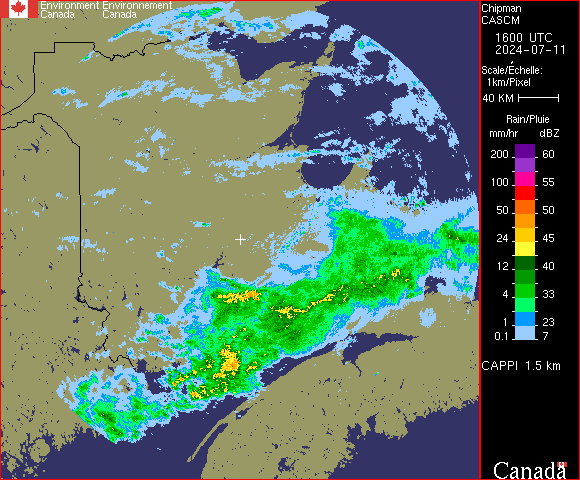 Environment Environnement
Canada Canada
Chipman
CASCM
1600 UTC
2024-07-11
Scale/Échelle:
1km/Pixel
40 KM
Rain/Pluie
mm/hr dBZ
200 60
100 55
100 50
50 50
24 45
12 40
4 33
1 23
0.1 7
CAPPI 1.5 km
Canada